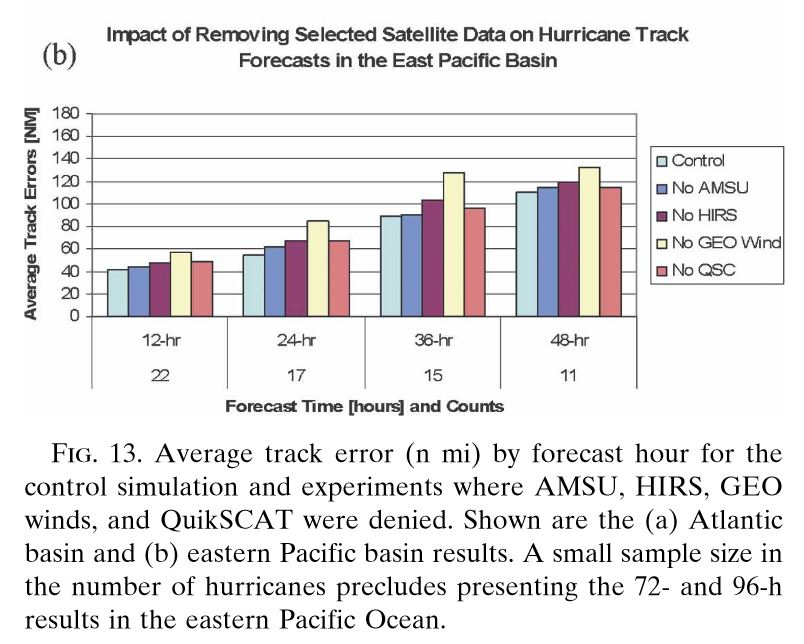 (b)
Impact of Removing Selected Satellite Data on Hurricane Track
Forecasts in the East Pacific Basin
Average Track Errors [NM]
180
160
140
120
100
80
60
40
20
0
Control
No AMSU
No HIRS
No GEO Wind
No QSC
12-hr 24-hr 36-hr 48-hr
22 17 15 11
Forecast Time [hours] and Counts
FIG. 13. Average track error (n mi) by forecast hour for the
control simulation and experiments where AMSU, HIRS, GEO
winds, and QuikSCAT were denied. Shown are the (a) Atlantic
basin and (b) eastern Pacific basin results. A small sample size in
the number of hurricanes precludes presenting the 72- and 96-h
results in the eastern Pacific Ocean.